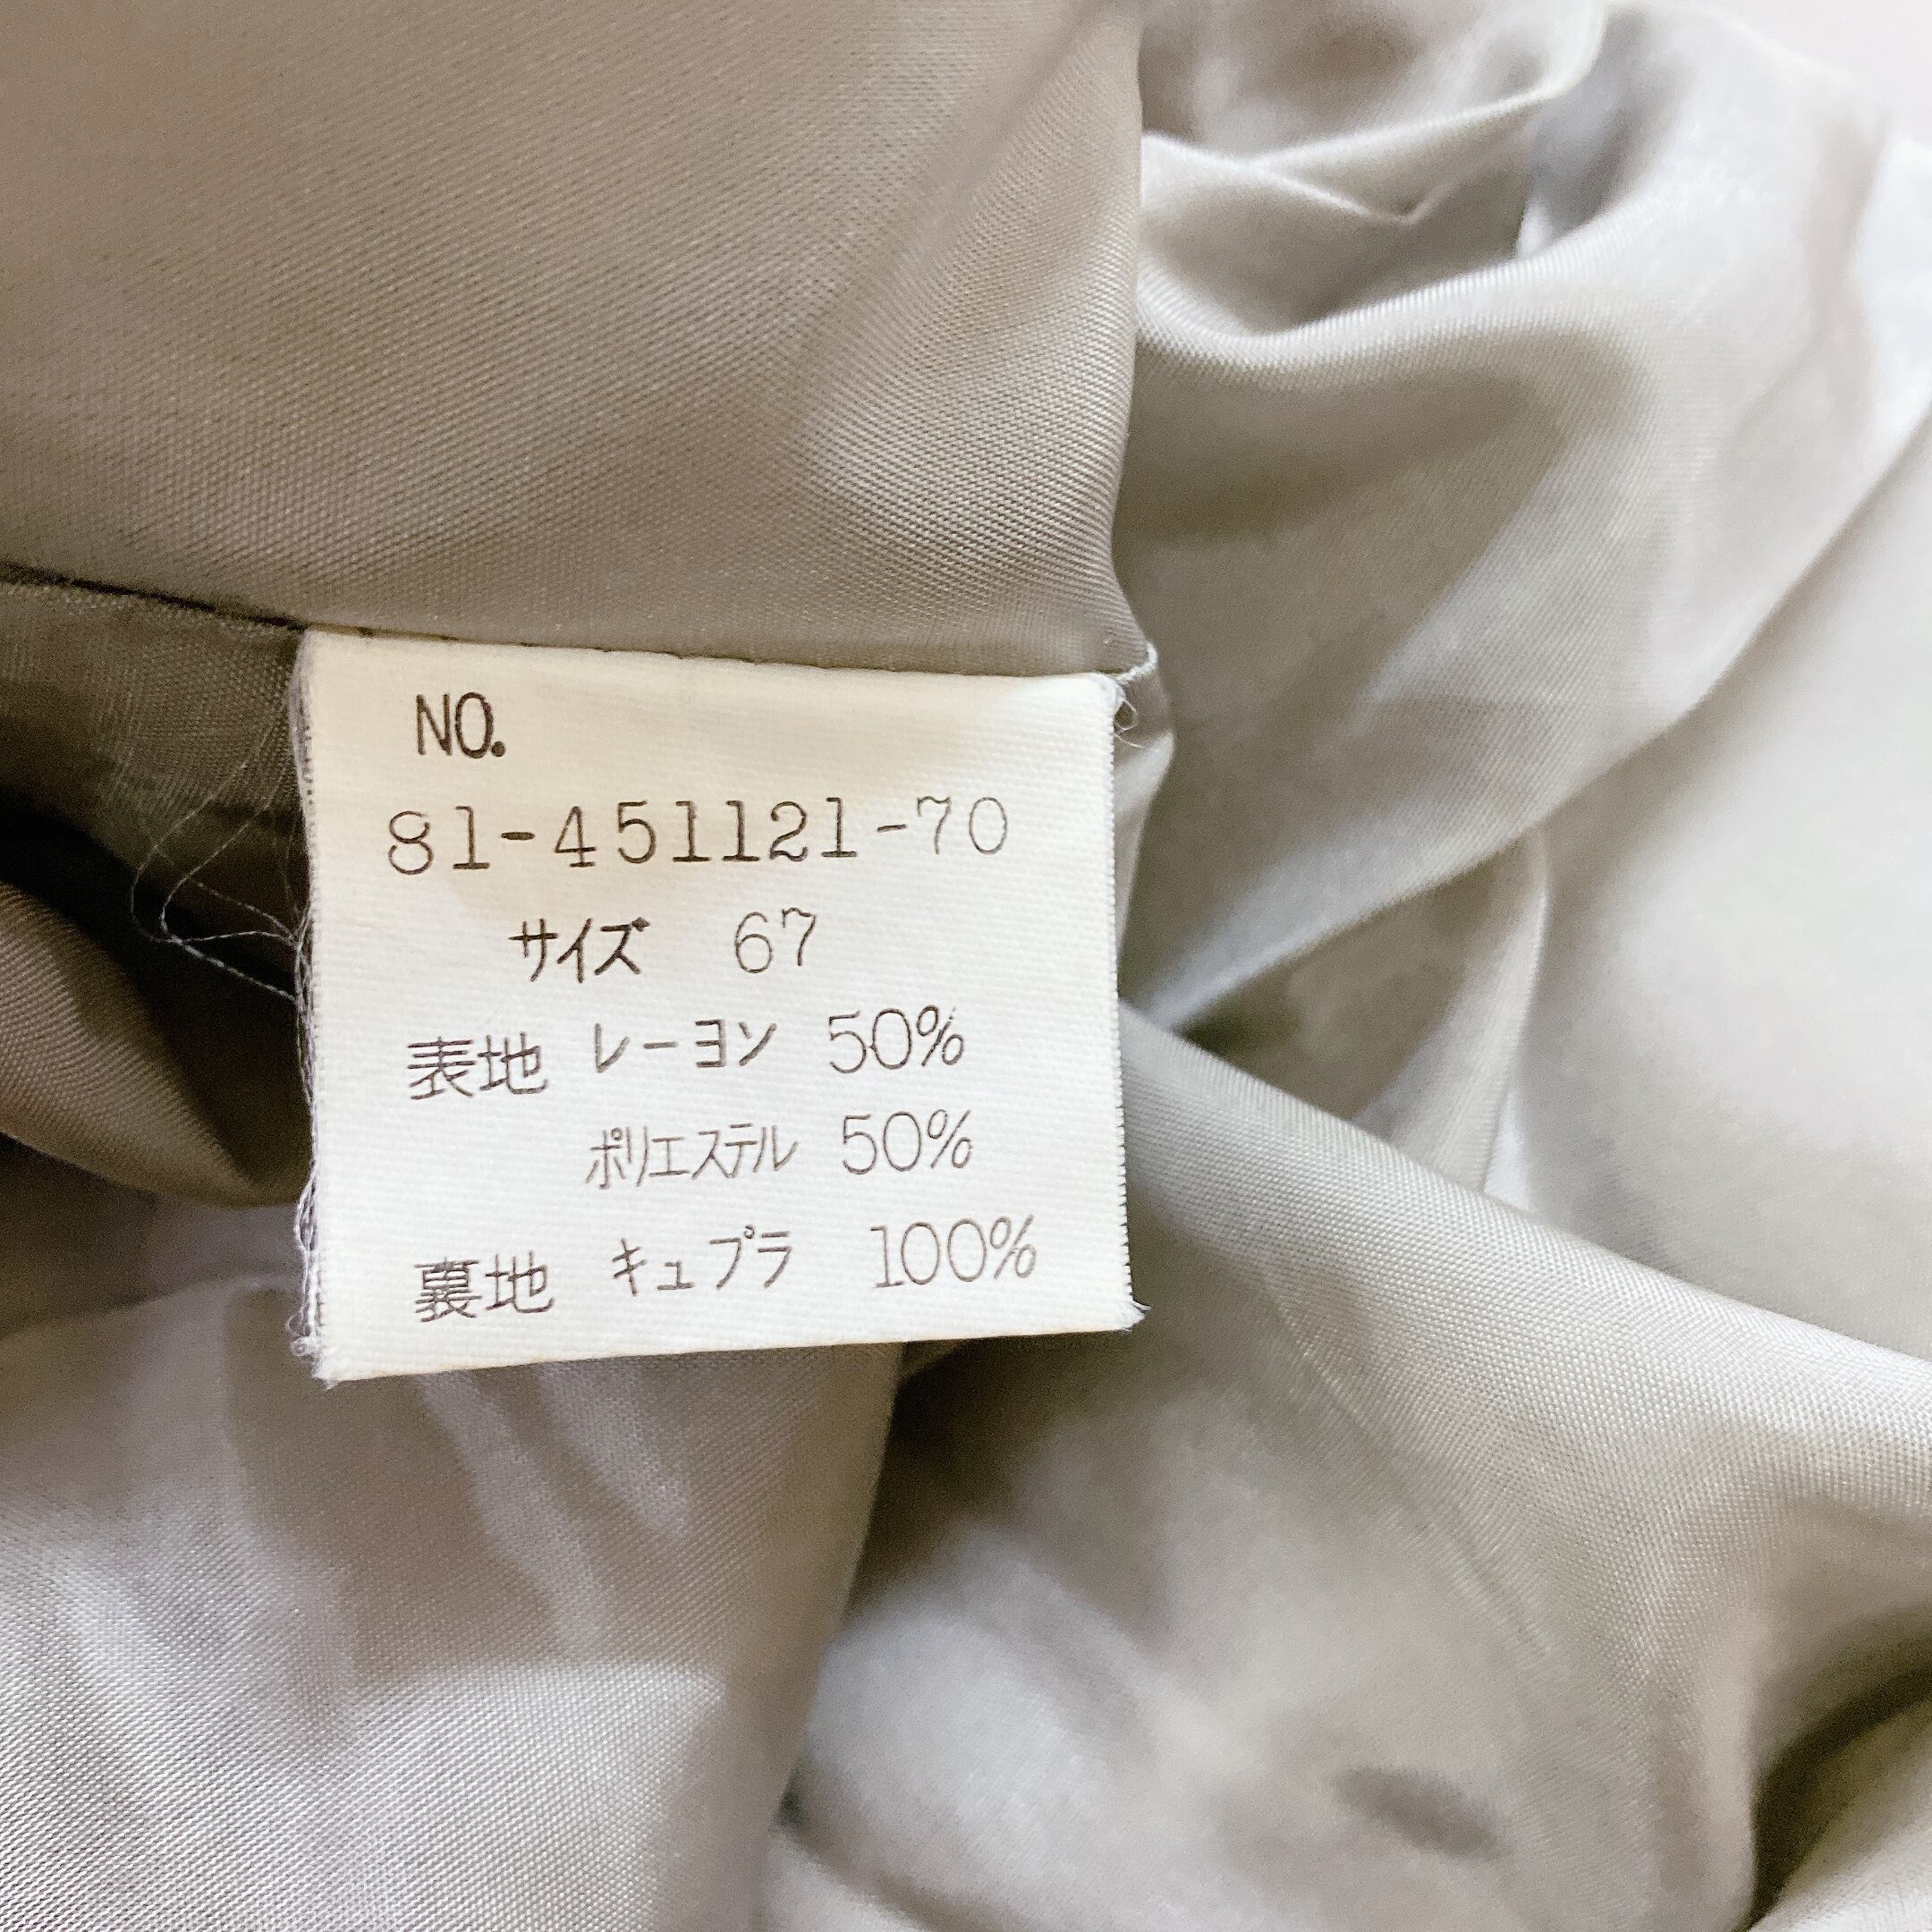 NO.
81-451121-70
サイズ 67
表地 レーヨン 50%
ポリエステル 50%
裏地 キュプラ 100%